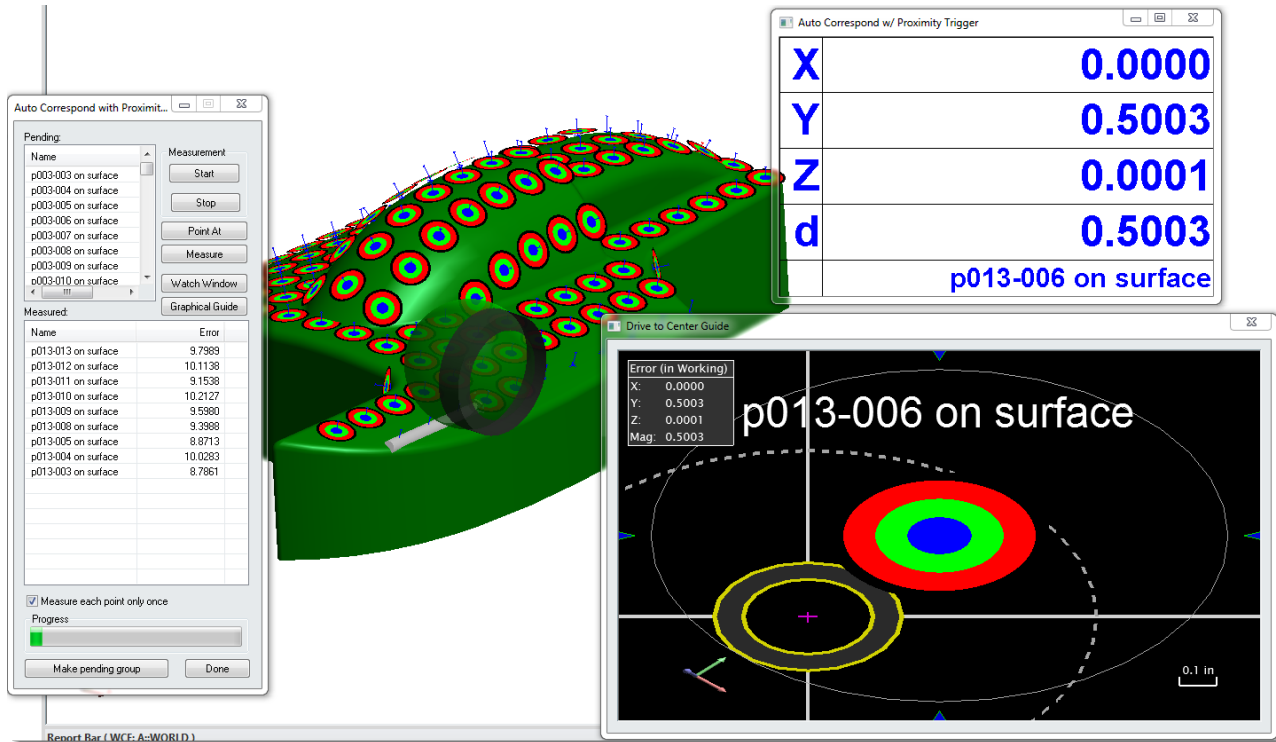 Auto Correspond with Proximit...
Pending:
Name
p003-003 on surface
p003-004 on surface
p003-005 on surface
p003-006 on surface
p003-007 on surface
p003-008 on surface
p003-009 on surface
p003-010 on surface
Measurement
Start
Stop
Point At
Measure
Watch Window
Graphical Guide
Measured:
Name Error
p013-013 on surface 9.7989
p013-012 on surface 10.1138
p013-011 on surface 9.1538
p013-010 on surface 10.2127
p013-009 on surface 9.5980
p013-008 on surface 9.3988
p013-005 on surface 8.8713
p013-004 on surface 10.0283
p013-003 on surface 8.7861
Measure each point only once
Progress
Make pending group Done
Auto Correspond w/ Proximity Trigger
X 0.0000
Y 0.5003
Z 0.0001
d 0.5003
p013-006 on surface
Drive to Center Guide
Error (in Working)
X: 0.0000
Y: 0.5003
Z: 0.0001
Mag: 0.5003
p013-006 on surface
0.1 in
Report Bar ( WCF: A::WORLD )